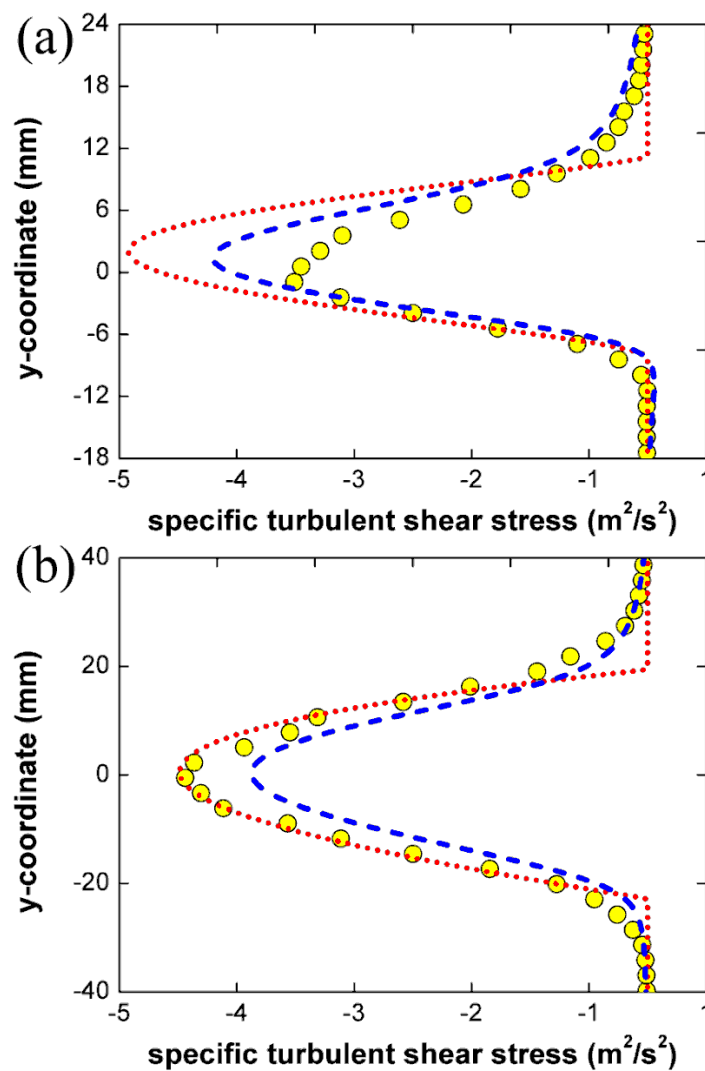 (a)
24
18
12
6
0
-6
-12
-18
y-coordinate (mm)
-5 -4 -3 -2 -1 1
specific turbulent shear stress (m²/s²)
(b)
40
20
0
-20
-40
y-coordinate (mm)
-5 -4 -3 -2 -1 1
specific turbulent shear stress (m²/s²)